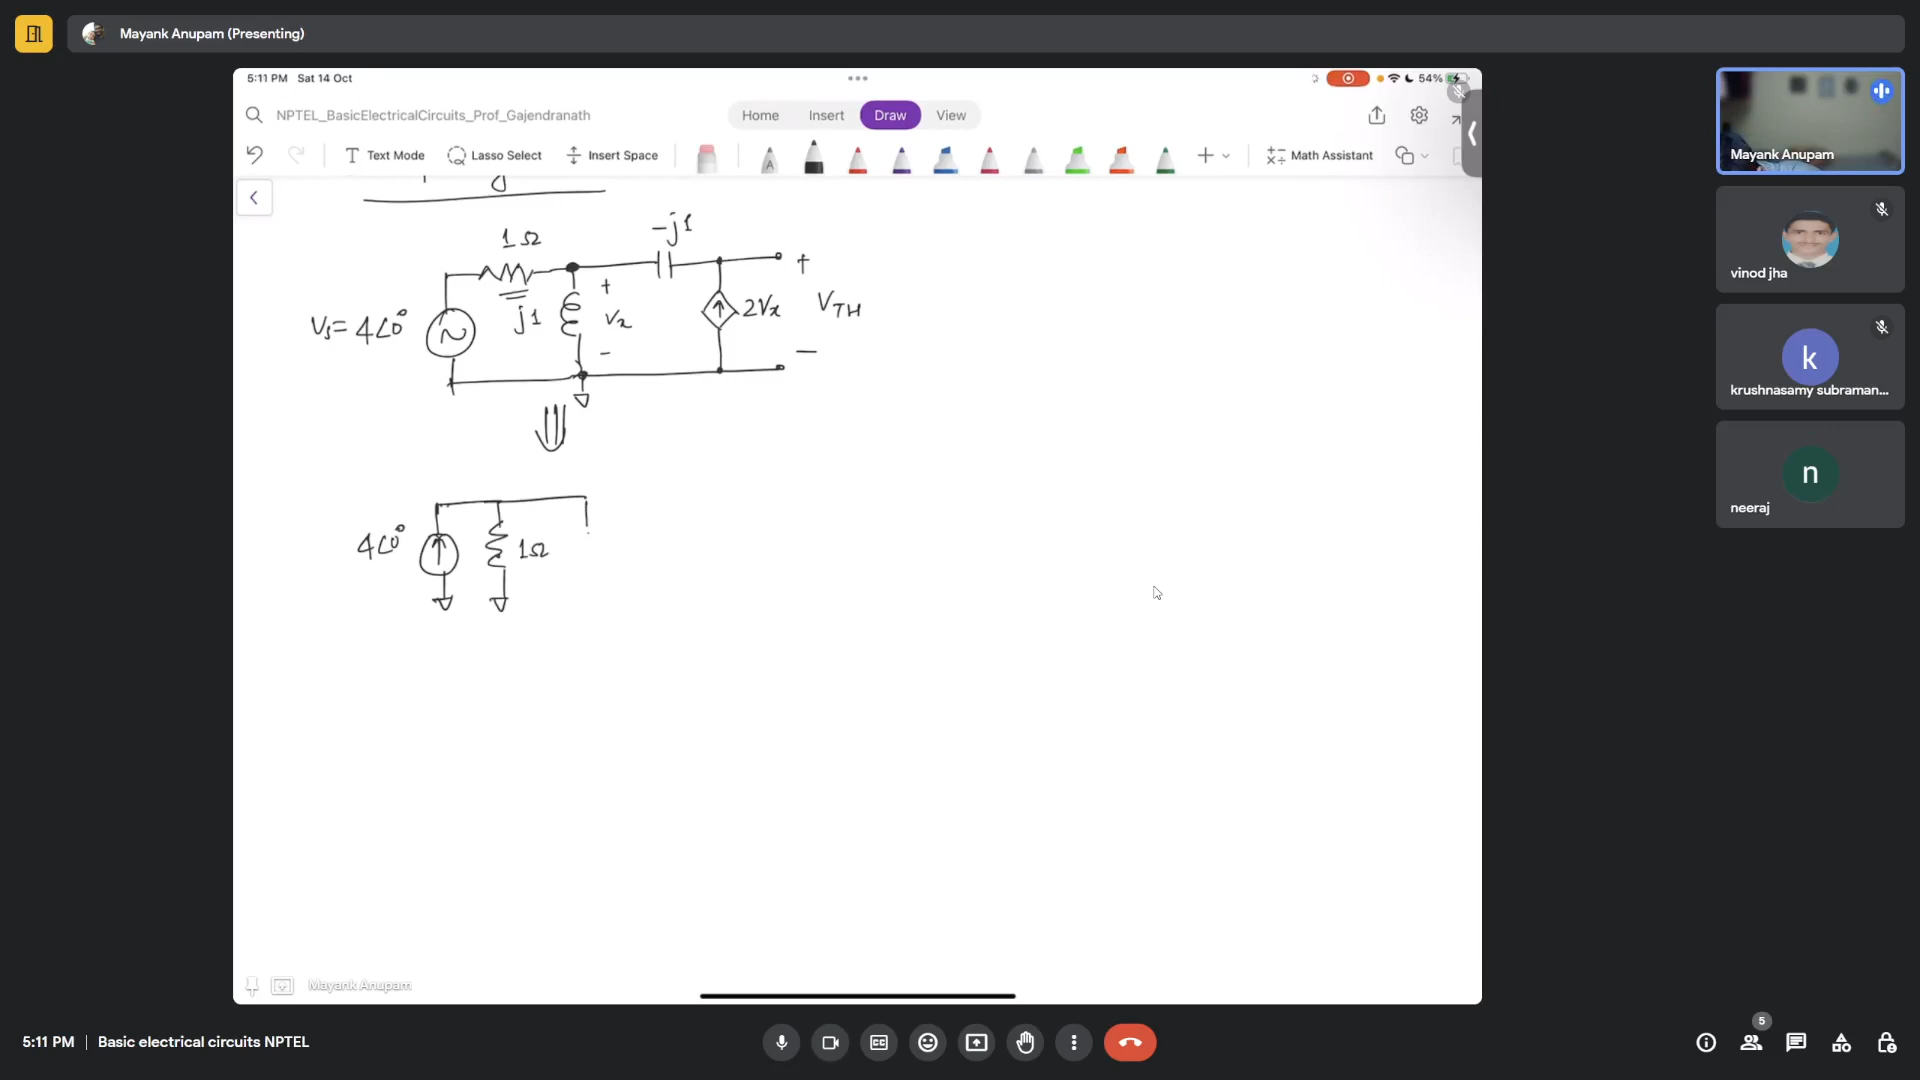 Mayank Anupam (Presenting)
5:11 PM Sat 14 Oct
54%
NPTEL_BasicElectricalCircuits_Prof_Gajendranath
Home Insert Draw View
Text Mode Lasso Select Insert Space Math Assistant
1Ω
-j1
+
j1
+
Vx
-
Vs= 4∠0°
2Vx
VTH
-
4∠0°
1Ω
Mayank Anupam
Mayank Anupam
vinod jha
k
krushnasamy subraman...
n
neeraj
5:11 PM | Basic electrical circuits NPTEL
5